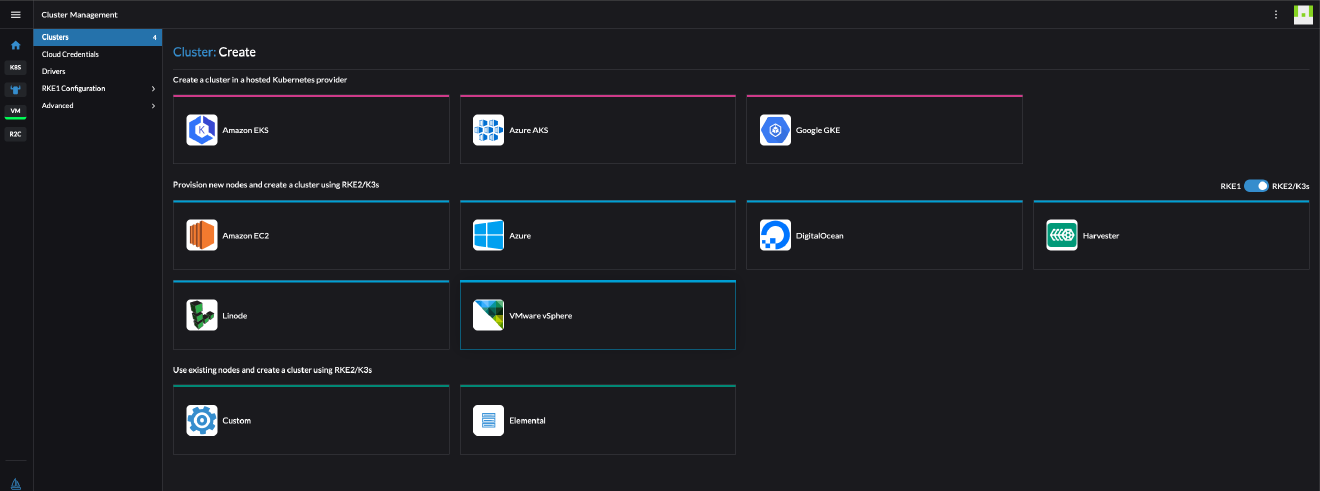 Cluster Management
Clusters 4
Cloud Credentials
Drivers
RKE1 Configuration
Advanced
K8S
VM
R2C
Cluster: Create
Create a cluster in a hosted Kubernetes provider
Amazon EKS
Azure AKS
Google GKE
Provision new nodes and create a cluster using RKE2/K3s
RKE1 RKE2/K3s
Amazon EC2
Azure
DigitalOcean
Harvester
Linode
VMware vSphere
Use existing nodes and create a cluster using RKE2/K3s
Custom
Elemental